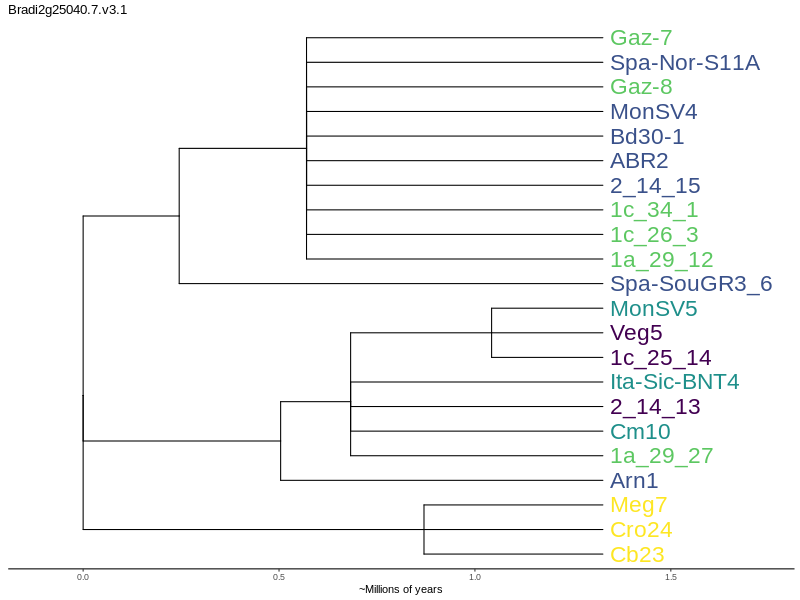 Bradi2g25040.7.v3.1
Gaz-7
Spa-Nor-S11A
Gaz-8
MonSV4
Bd30-1
ABR2
2_14_15
1c_34_1
1c_26_3
1a_29_12
Spa-SouGR3_6
MonSV5
Veg5
1c_25_14
Ita-Sic-BNT4
2_14_13
Cm10
1a_29_27
Arn1
Meg7
Cro24
Cb23
0.0 0.5 1.0 1.5
~Millions of years